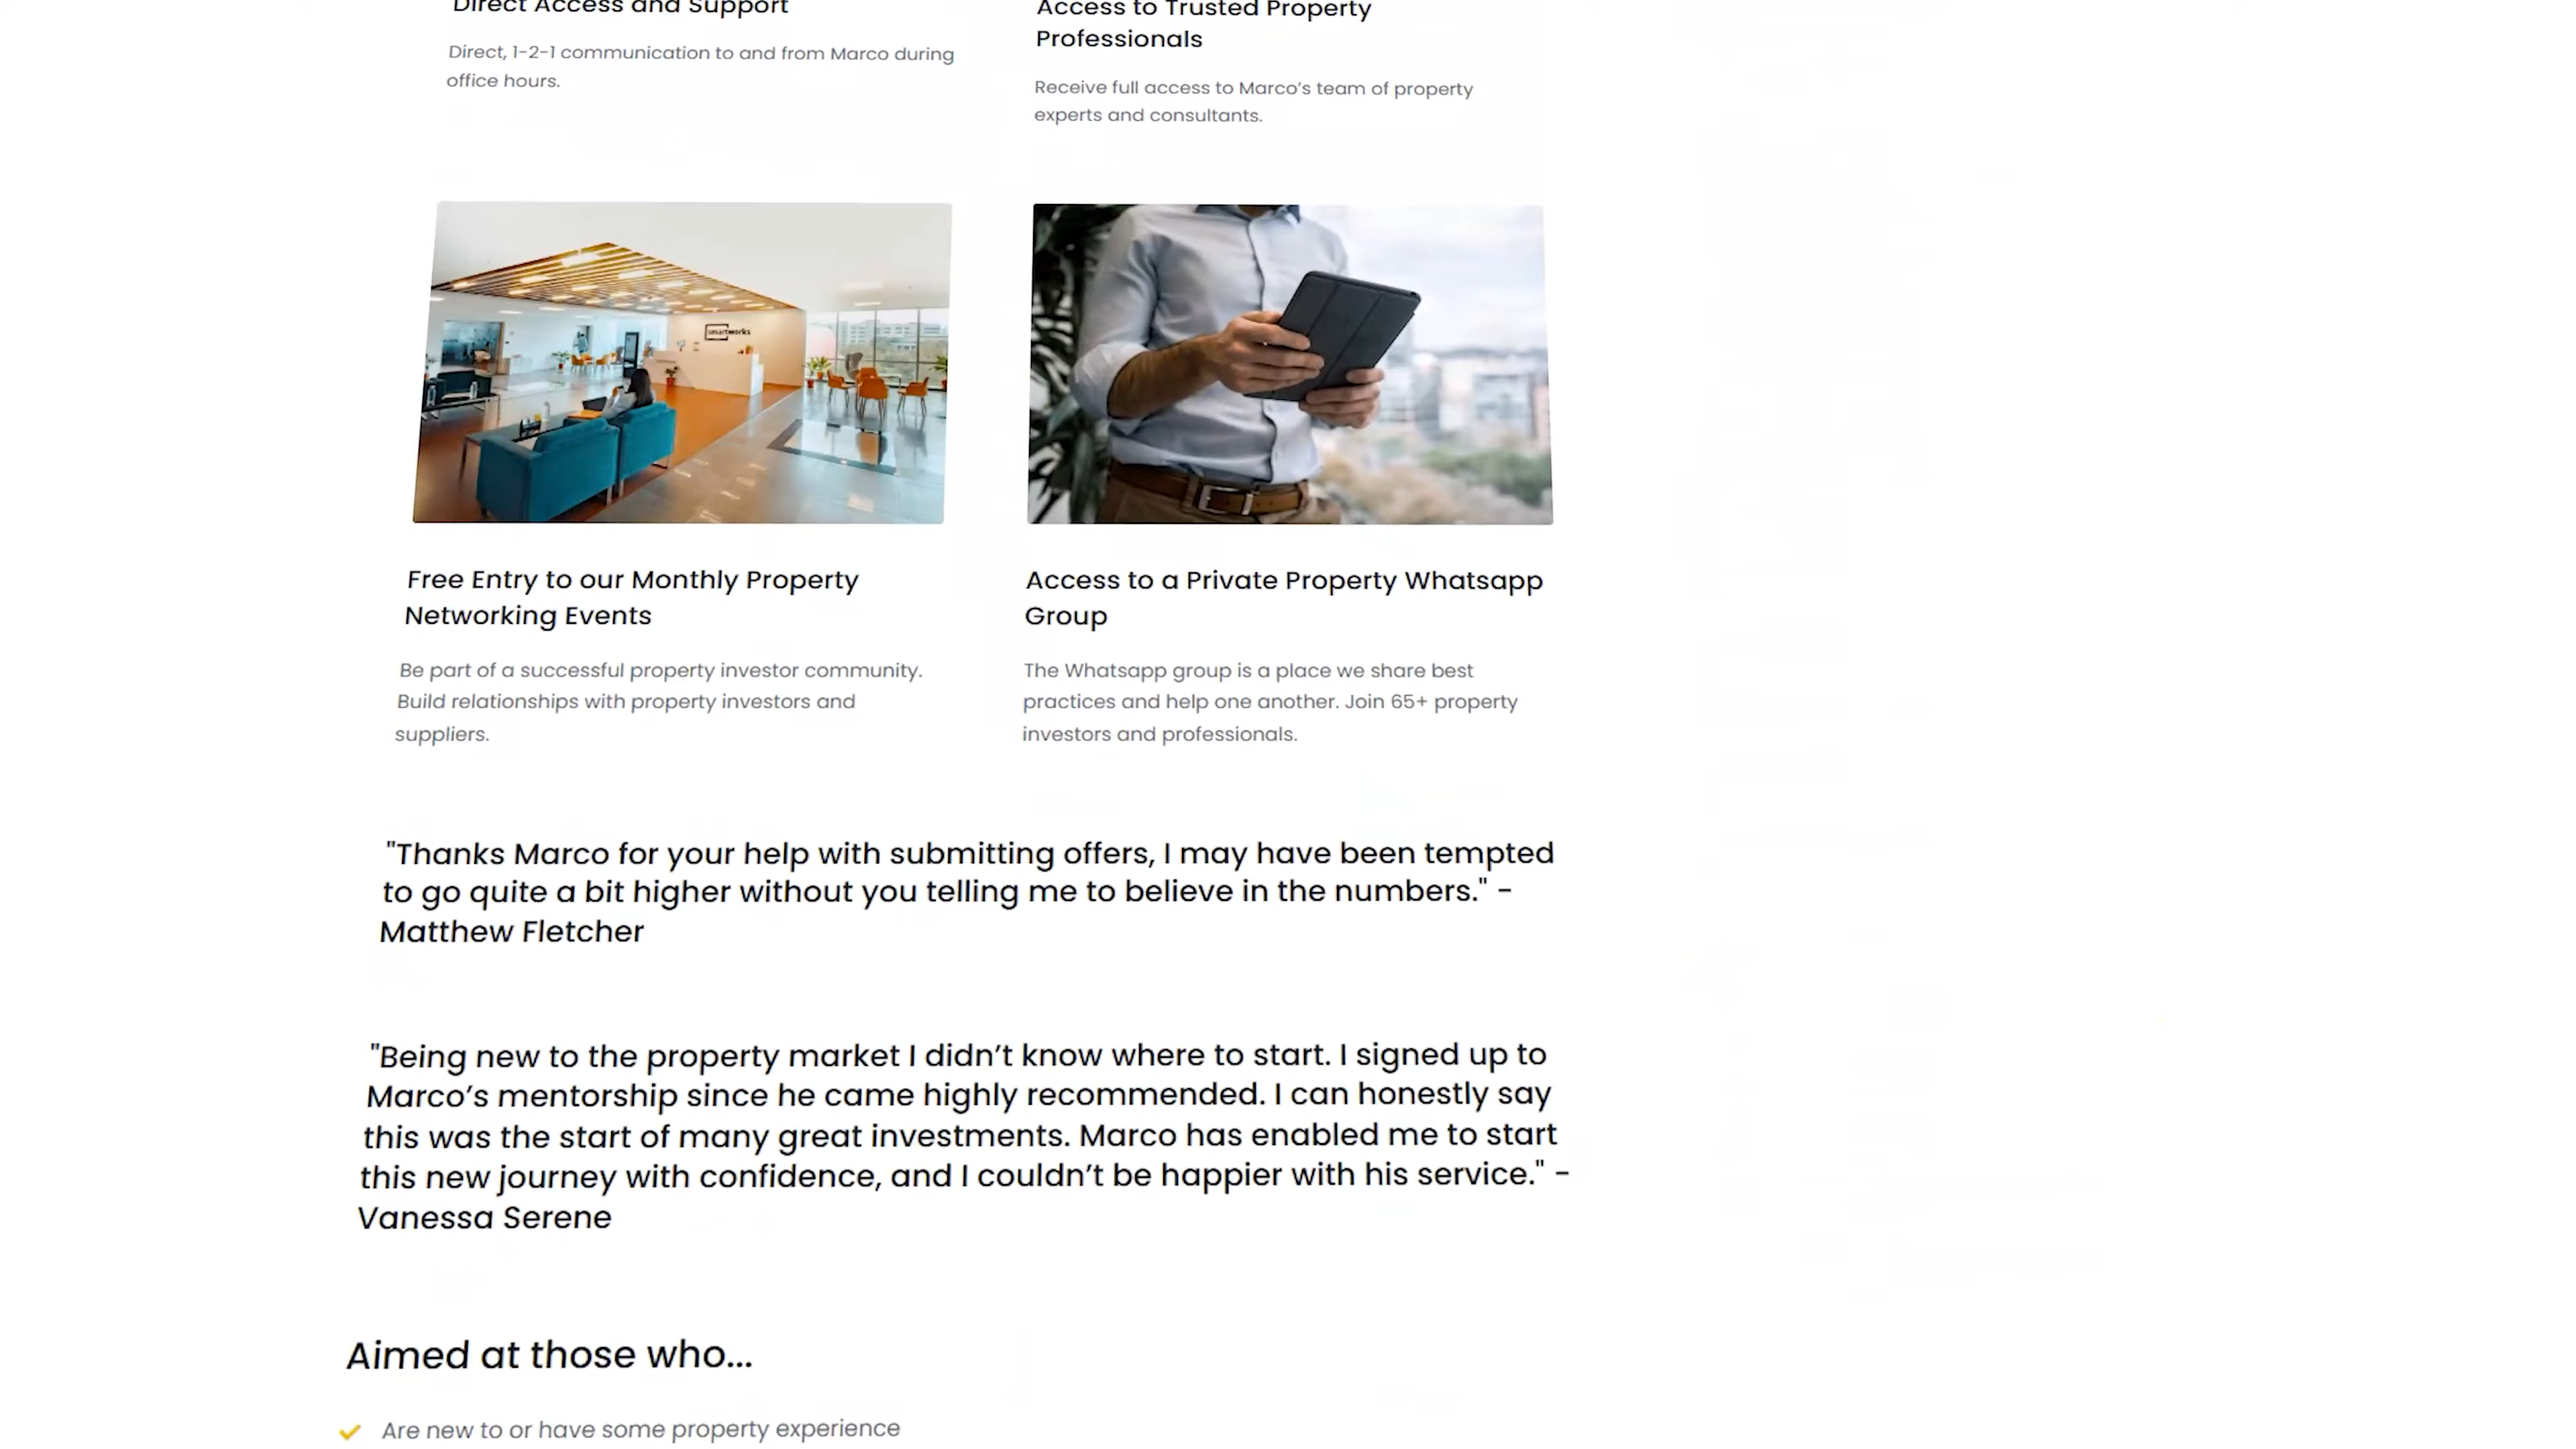 Direct Access and Support
Direct, 1-2-1 communication to and from Marco during
office hours.
Access to Trusted Property
Professionals
Receive full access to Marco's team of property
experts and consultants.
smartworks
Free Entry to our Monthly Property
Networking Events
Be part of a successful property investor community.
Build relationships with property investors and
suppliers.
Access to a Private Property Whatsapp
Group
The Whatsapp group is a place we share best
practices and help one another. Join 65+ property
investors and professionals.
"Thanks Marco for your help with submitting offers, I may have been tempted
to go quite a bit higher without you telling me to believe in the numbers." -
Matthew Fletcher
"Being new to the property market I didn't know where to start. I signed up to
Marco's mentorship since he came highly recommended. I can honestly say
this was the start of many great investments. Marco has enabled me to start
this new journey with confidence, and I couldn't be happier with his service." -
Vanessa Serene
Aimed at those who...
Are new to or have some property experience